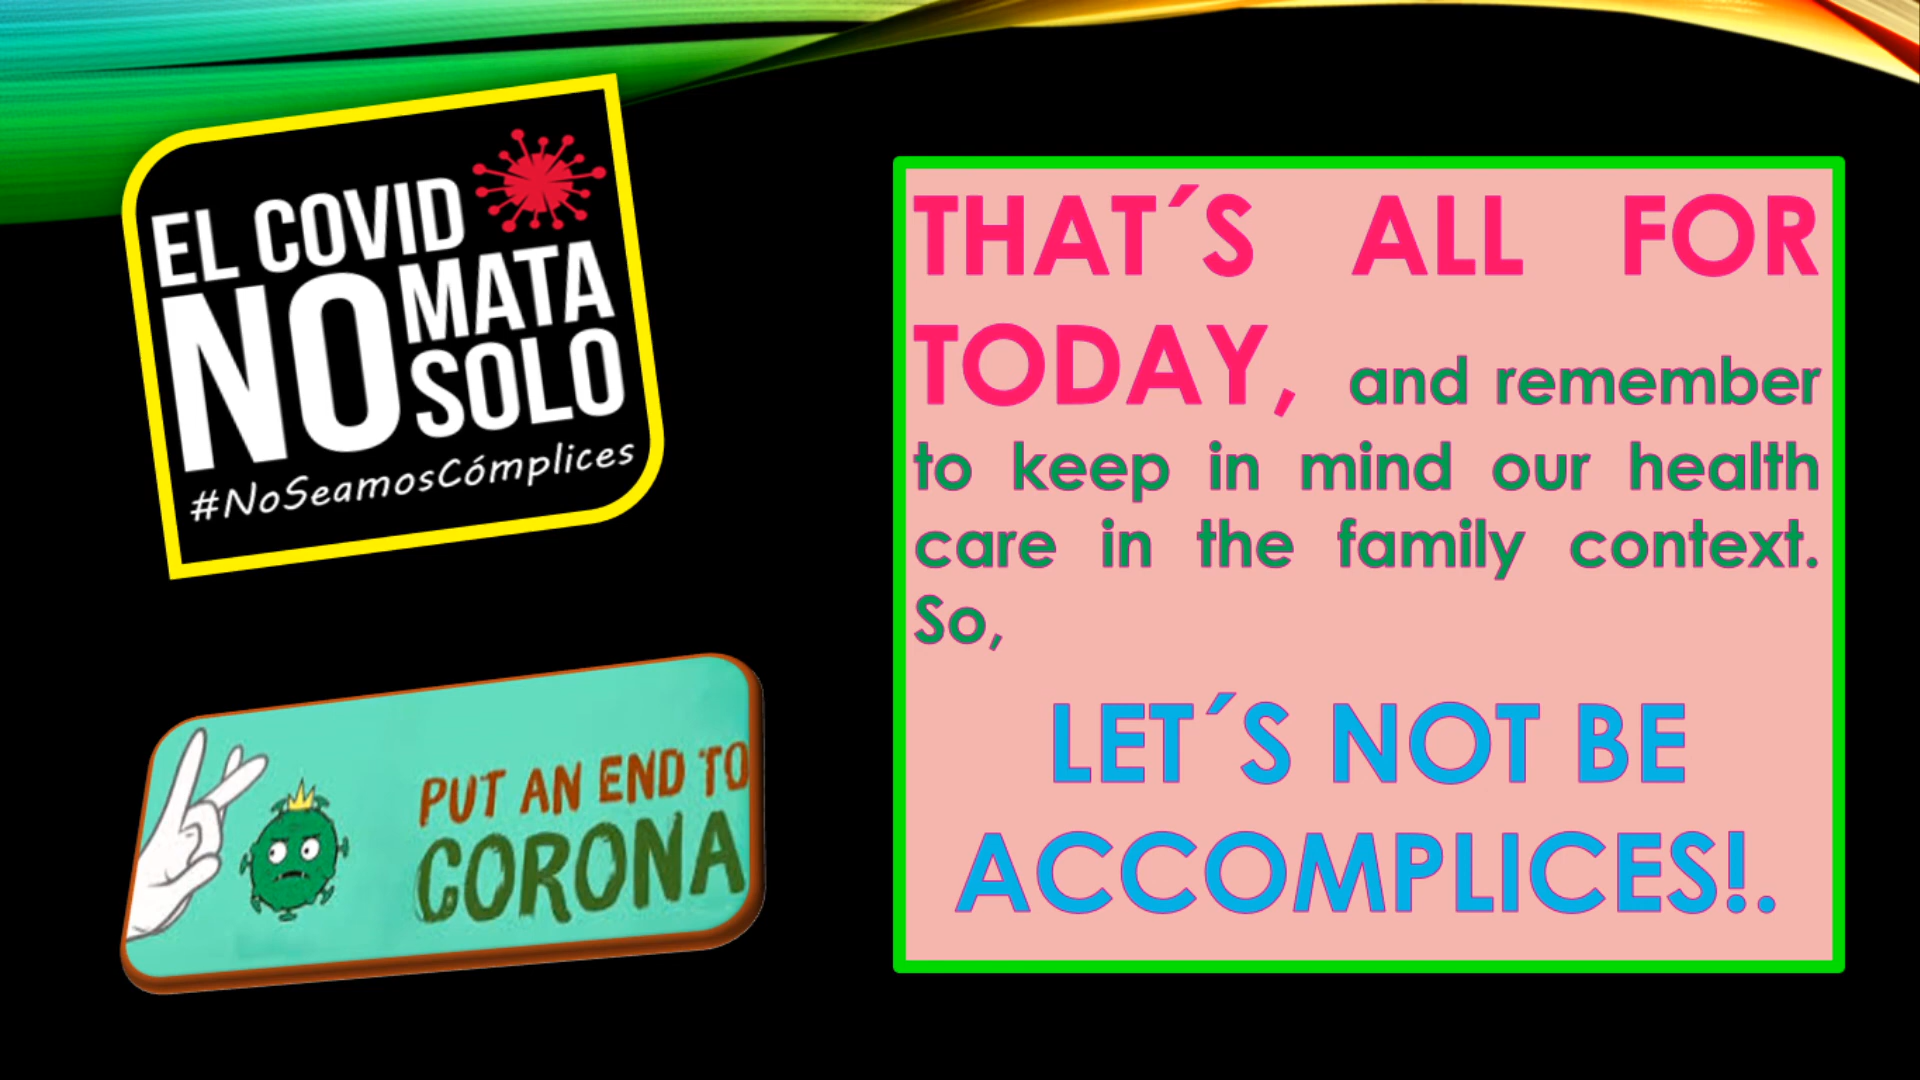 EL COVID
NO MATA
SOLO
#NoSeamosCómplices
PUT AN END TO
CORONA
THAT´S ALL FOR
TODAY, and remember
to keep in mind our health
care in the family context.
So,
LET´S NOT BE
ACCOMPLICES!.